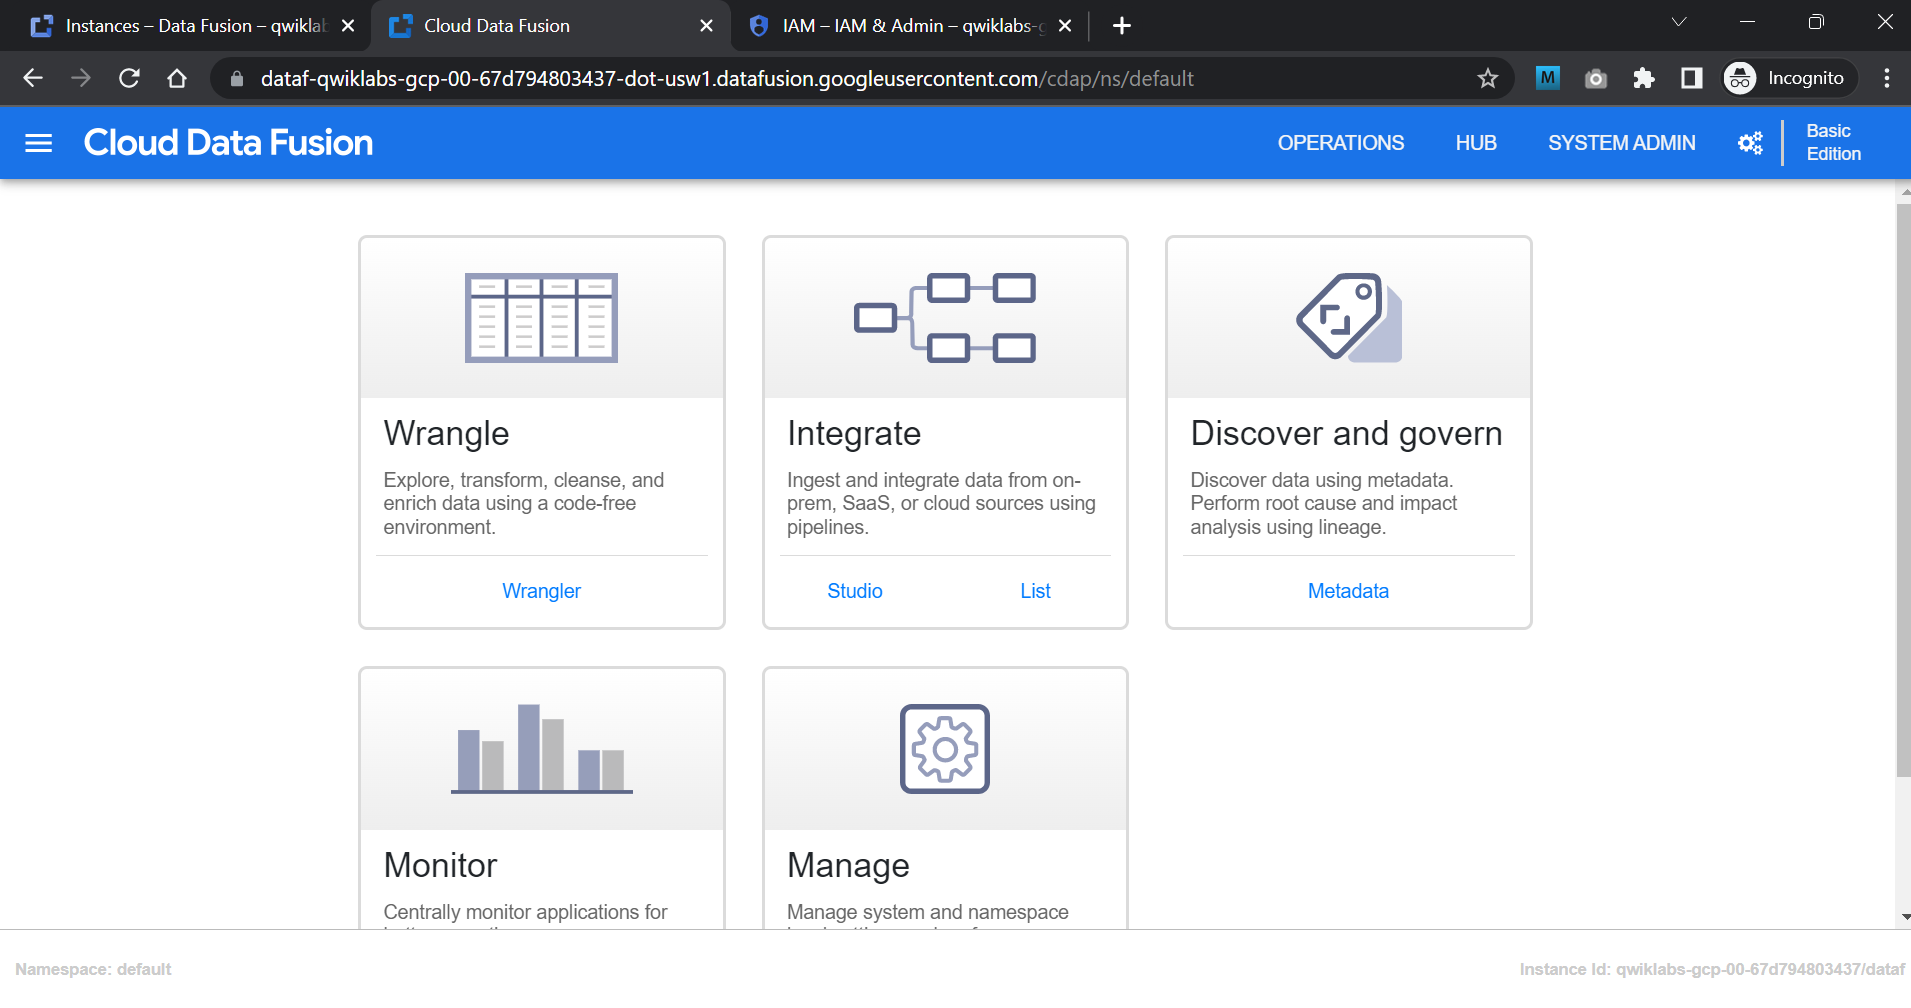 Instances – Data Fusion – qwikla
Cloud Data Fusion
IAM – IAM & Admin – qwiklabs-g
dataf-qwiklabs-gcp-00-67d794803437-dot-usw1.datafusion.googleusercontent.com/cdap/ns/default
M
Incognito
Cloud Data Fusion
OPERATIONS
HUB
SYSTEM ADMIN
Basic
Edition
Wrangle
Explore, transform, cleanse, and
enrich data using a code-free
environment.
Wrangler
Integrate
Ingest and integrate data from on-
prem, SaaS, or cloud sources using
pipelines.
Studio
List
Discover and govern
Discover data using metadata.
Perform root cause and impact
analysis using lineage.
Metadata
Monitor
Centrally monitor applications for
Manage
Manage system and namespace
Namespace: default
Instance Id: qwiklabs-gcp-00-67d794803437/dataf